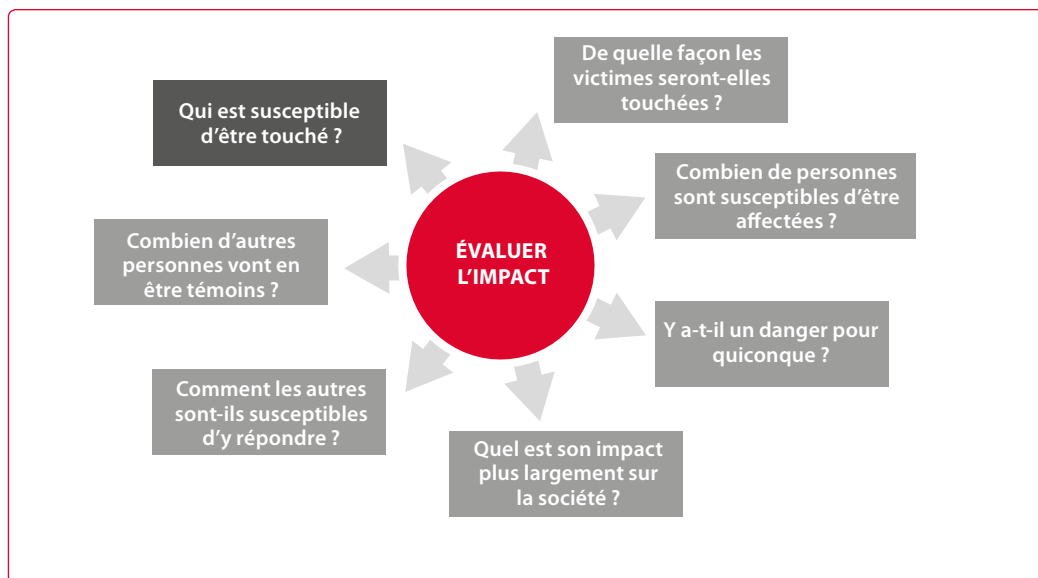 De quelle façon les
victimes seront-elles
touchées ?
Qui est susceptible
d’être touché ?
Combien de personnes
sont susceptibles d’être
affectées ?
Combien d’autres
personnes vont en
être témoins ?
ÉVALUER
L’IMPACT
Y a-t-il un danger pour
quiconque ?
Comment les autres
sont-ils susceptibles
d’y répondre ?
Quel est son impact
plus largement sur
la société ?